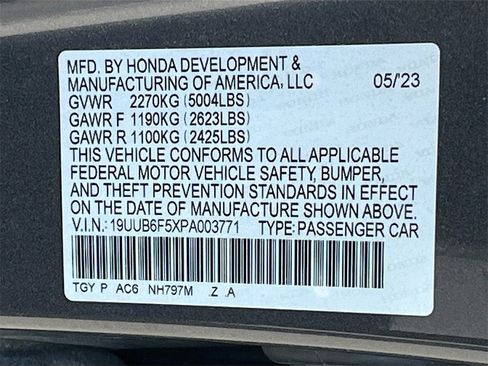 MFD. BY HONDA DEVELOPMENT &
MANUFACTURING OF AMERICA, LLC 05/'23
GVWR 2270KG (5004LBS)
GAWR F 1190KG (2623LBS)
GAWR R 1100KG (2425LBS)
THIS VEHICLE CONFORMS TO ALL APPLICABLE
FEDERAL MOTOR VEHICLE SAFETY, BUMPER,
AND THEFT PREVENTION STANDARDS IN EFFECT
ON THE DATE OF MANUFACTURE SHOWN ABOVE.
V.I.N.: 19UUB6F5XPA003771 TYPE: PASSENGER CAR
TGY P AC6 NH797M .Z .A